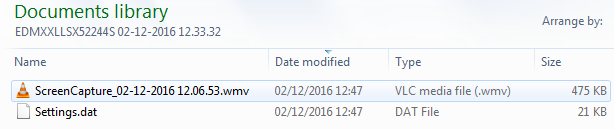 Documents library
EDMXXLLSX52244S 02-12-2016 12.33.32
Arrange by:
Name Date modified Type Size
ScreenCapture_02-12-2016 12.06.53.wmv 02/12/2016 12:47 VLC media file (.wmv) 475 KB
Settings.dat 02/12/2016 12:47 DAT File 21 KB